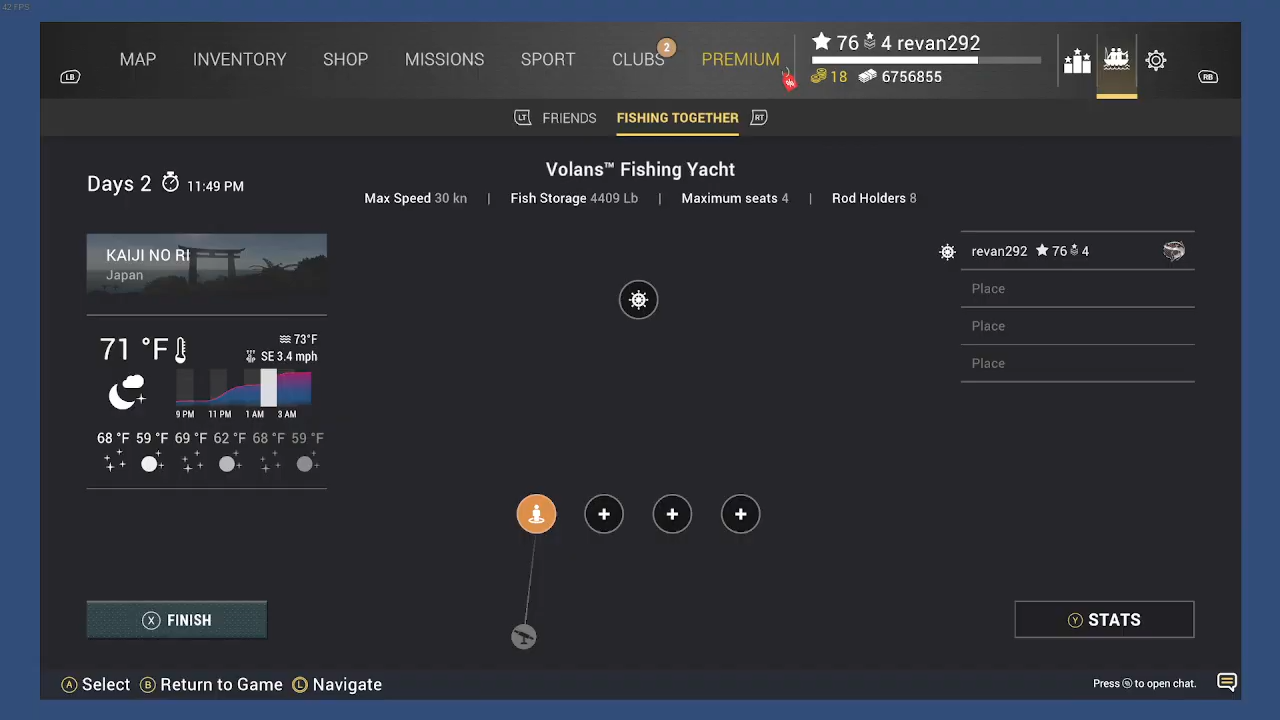 42 FPS
LB
MAP
INVENTORY
SHOP
MISSIONS
SPORT
CLUBS
2
PREMIUM
76 4 revan292
18 6756855
RB
LT FRIENDS FISHING TOGETHER RT
Days 2 11:49 PM
Volans™ Fishing Yacht
Max Speed 30 kn | Fish Storage 4409 Lb | Maximum seats 4 | Rod Holders 8
KAIJI NO RI
Japan
71 °F
73°F
SE 3.4 mph
9 PM 11 PM 1 AM 3 AM
68 °F 59 °F 69 °F 62 °F 68 °F 59 °F
revan292 76 4
Place
Place
Place
X FINISH
Y STATS
A Select B Return to Game L Navigate
Press to open chat.